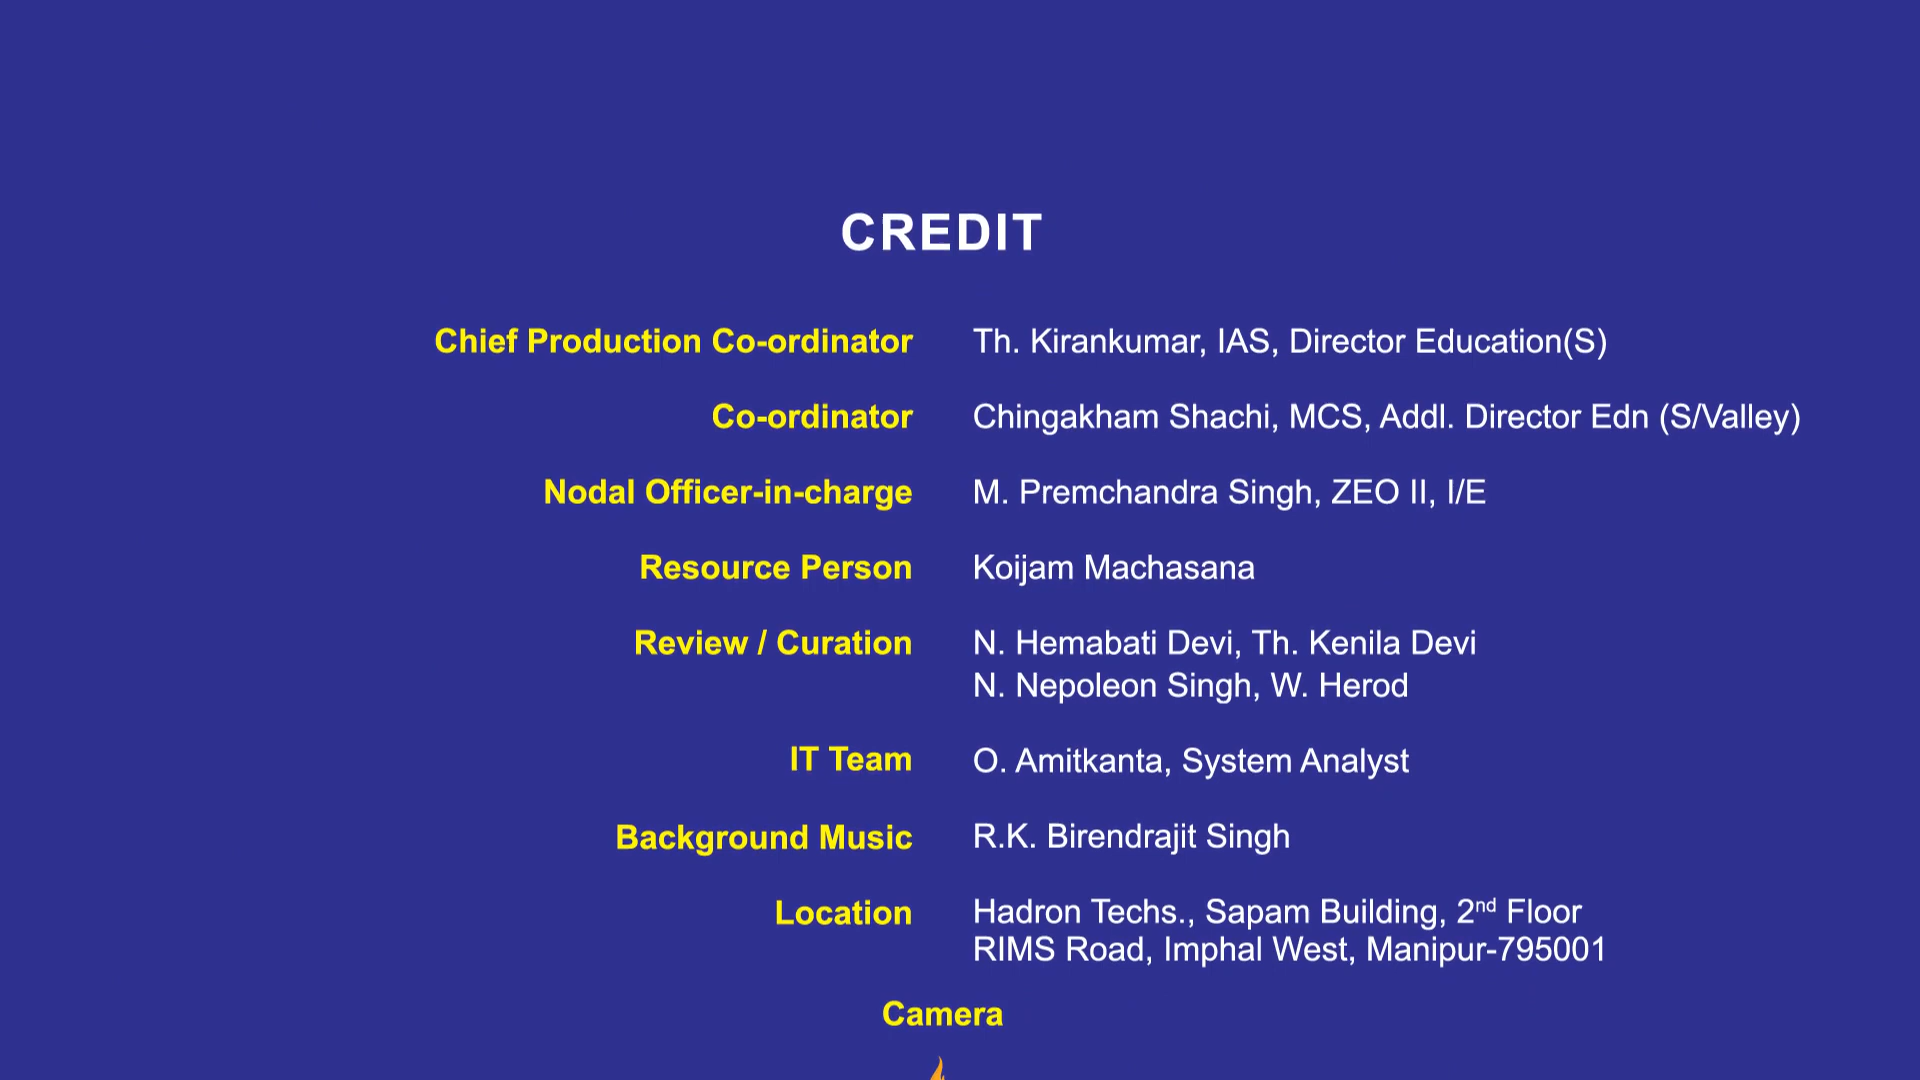 CREDIT
Chief Production Co-ordinator Th. Kirankumar, IAS, Director Education(S)
Co-ordinator Chingakham Shachi, MCS, Addl. Director Edn (S/Valley)
Nodal Officer-in-charge M. Premchandra Singh, ZEO II, I/E
Resource Person Koijam Machasana
Review / Curation N. Hemabati Devi, Th. Kenila Devi
N. Nepoleon Singh, W. Herod
IT Team O. Amitkanta, System Analyst
Background Music R.K. Birendrajit Singh
Location Hadron Techs., Sapam Building, 2nd Floor
RIMS Road, Imphal West, Manipur-795001
Camera